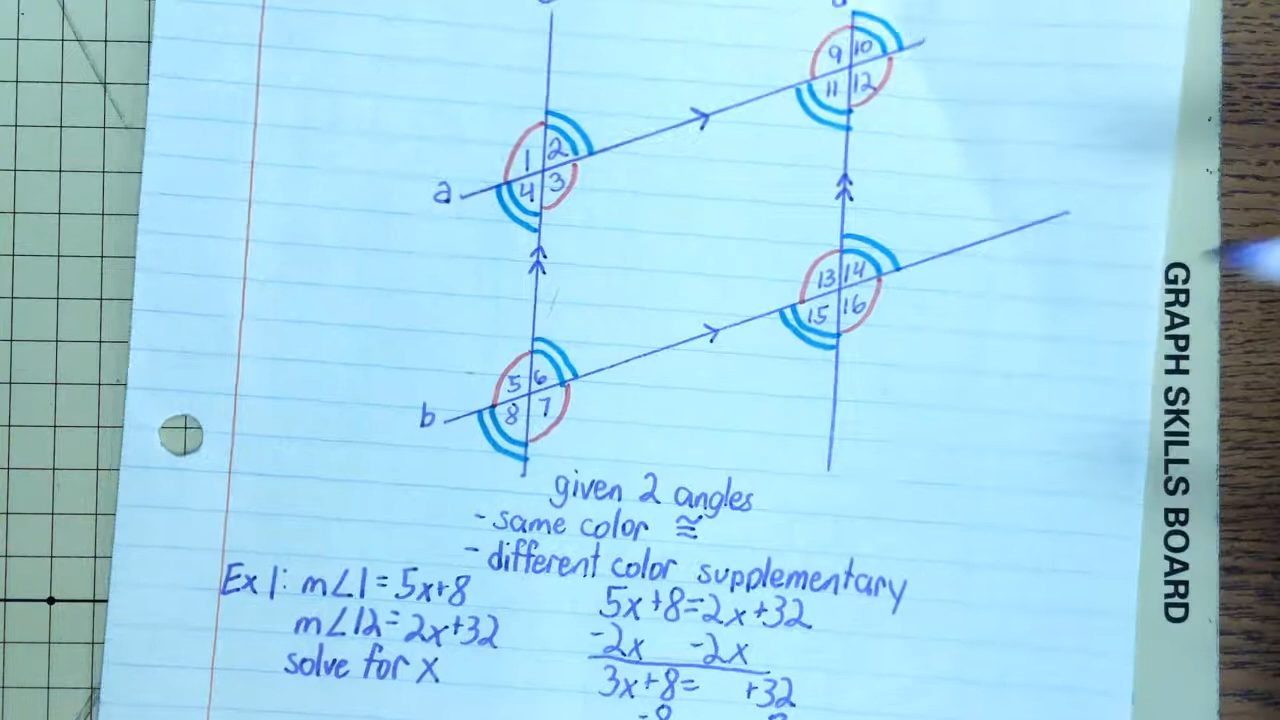 9 10
11 12
1 2
a 4 3
13 14
15 16
5 6
b 8 7
given 2 angles
- same color ≅
- different color supplementary
Ex 1: m∠1 = 5x+8
m∠12 = 2x+32
solve for x
5x+8=2x+32
-2x -2x
3x+8= +32
GRAPH SKILLS BOARD